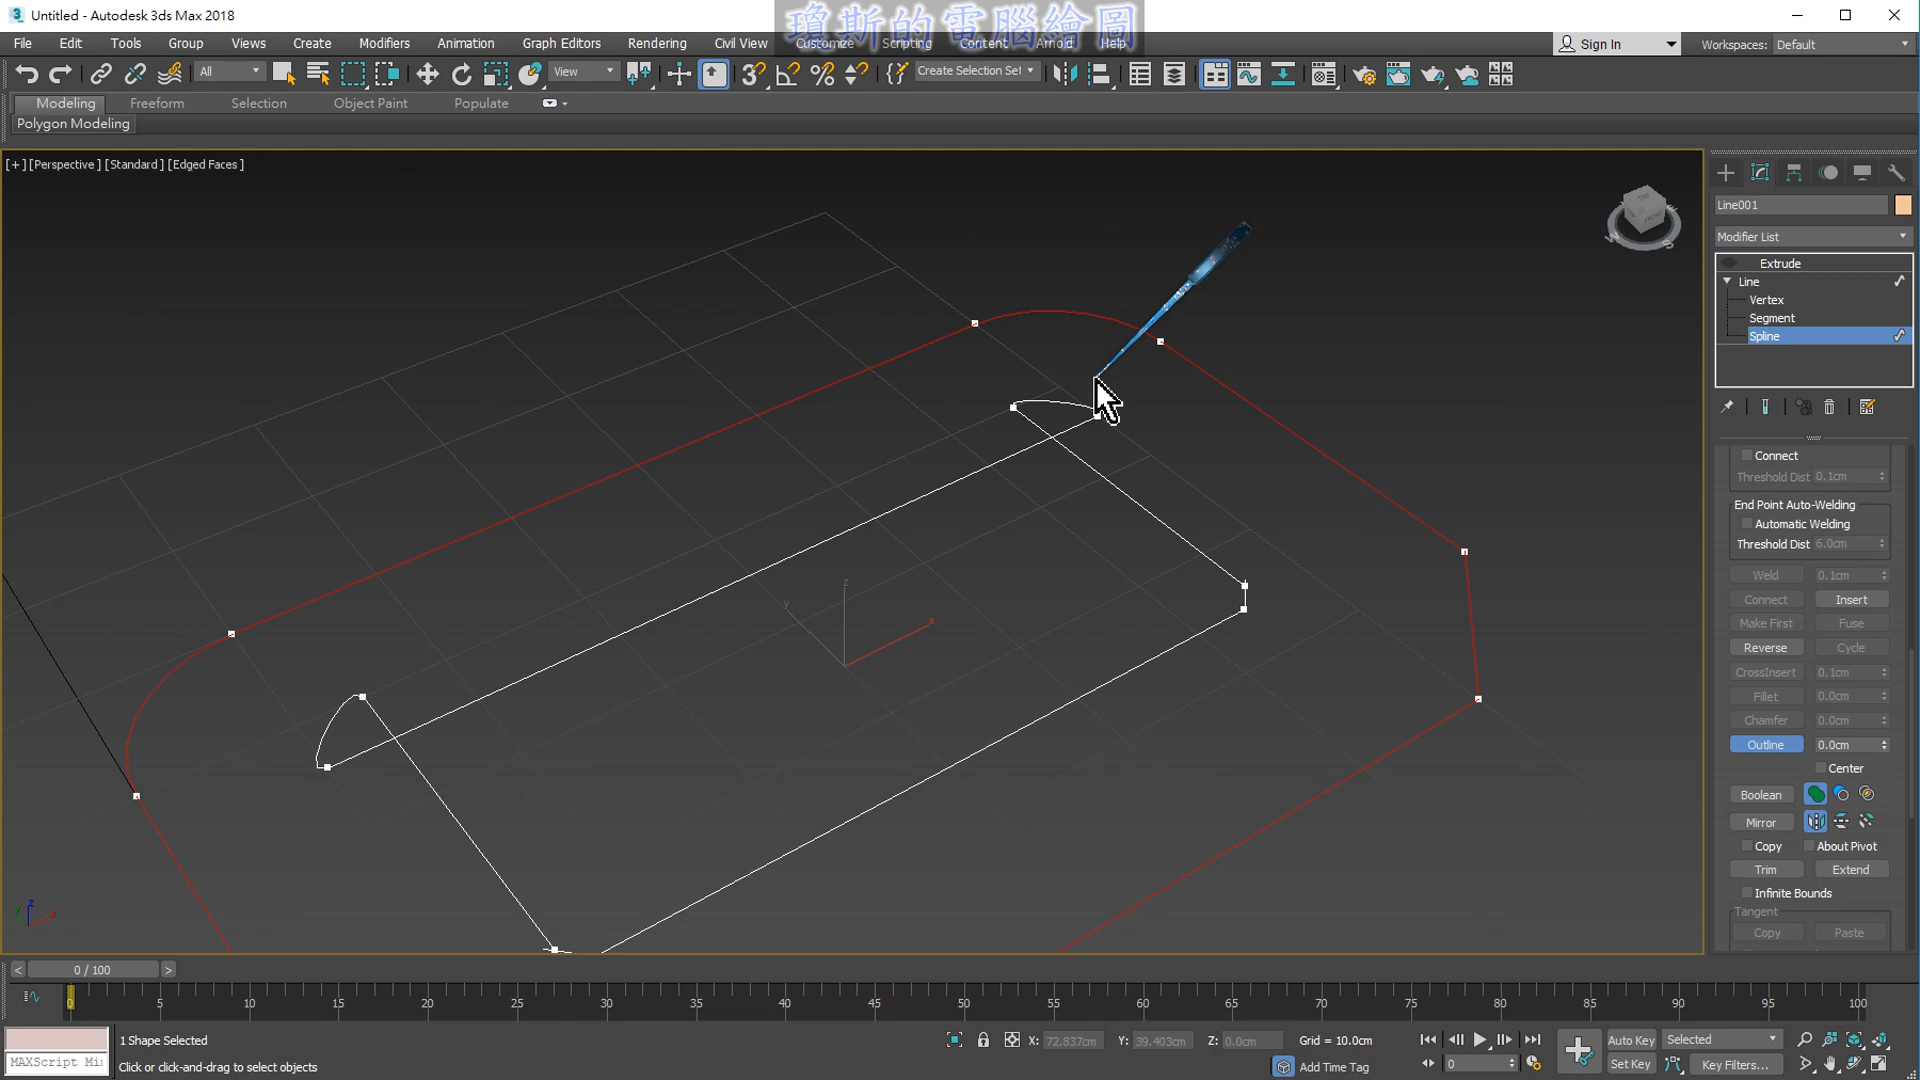 Untitled - Autodesk 3ds Max 2018
瓊斯的電腦繪圖
File Edit Tools Group Views Create Modifiers Animation Graph Editors Rendering Civil View Customize Scripting Content Arnold Help
Sign In Workspaces: Default
All View Create Selection Set
Modeling Freeform Selection Object Paint Populate
Polygon Modeling
[+] [Perspective] [Standard] [Edged Faces]
Line001
Modifier List
Extrude
Line
Vertex
Segment
Spline
Connect
Threshold Dist 0.1cm
End Point Auto-Welding
Automatic Welding
Threshold Dist 6.0cm
Weld 0.1cm
Connect Insert
Make First Fuse
Reverse Cycle
CrossInsert 0.1cm
Fillet 0.0cm
Chamfer 0.0cm
Outline 0.0cm
Center
Boolean
Mirror
Copy About Pivot
Trim Extend
Infinite Bounds
Tangent
Copy Paste
TOP
FRONT
W S
z
y x
z
y x
< 0 / 100 >
0 5 10 15 20 25 30 35 40 45 50 55 60 65 70 75 80 85 90 95 100
1 Shape Selected X: 72.837cm Y: 39.403cm Z: 0.0cm Grid = 10.0cm Auto Key Selected
MAXScript Mi Click or click-and-drag to select objects Add Time Tag 0 Set Key Key Filters...